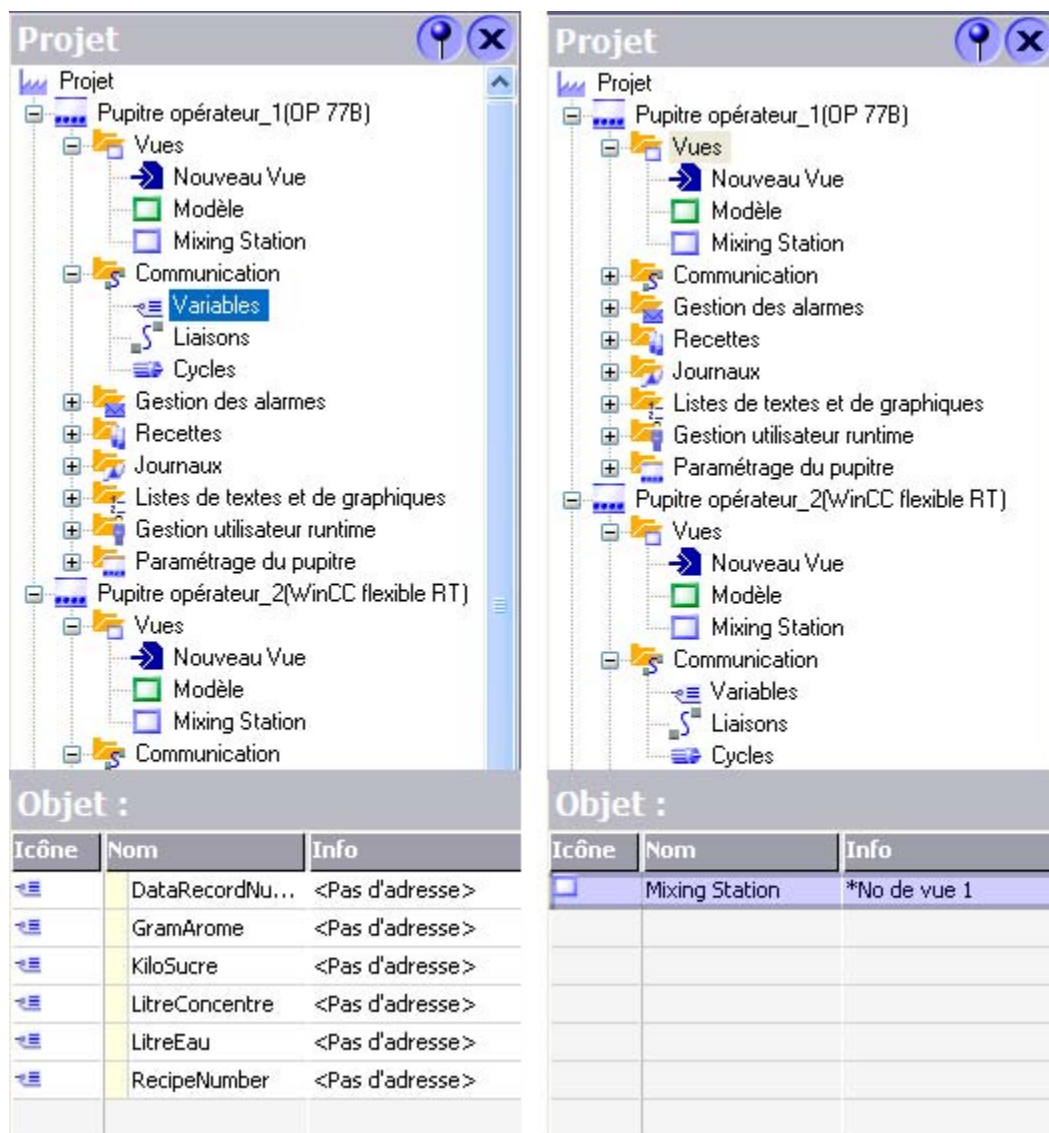 Projet
Projet
Pupitre opérateur_1(OP 77B)
Vues
Nouveau Vue
Modèle
Mixing Station
Communication
Variables
Liaisons
Cycles
Gestion des alarmes
Recettes
Journaux
Listes de textes et de graphiques
Gestion utilisateur runtime
Paramétrage du pupitre
Pupitre opérateur_2(WinCC flexible RT)
Vues
Nouveau Vue
Modèle
Mixing Station
Communication
Objet :
Icône Nom Info
DataRecordNu... <Pas d'adresse>
GramArome <Pas d'adresse>
KiloSucre <Pas d'adresse>
LitreConcentre <Pas d'adresse>
LitreEau <Pas d'adresse>
RecipeNumber <Pas d'adresse>
Projet
Projet
Pupitre opérateur_1(OP 77B)
Vues
Nouveau Vue
Modèle
Mixing Station
Communication
Gestion des alarmes
Recettes
Journaux
Listes de textes et de graphiques
Gestion utilisateur runtime
Paramétrage du pupitre
Pupitre opérateur_2(WinCC flexible RT)
Vues
Nouveau Vue
Modèle
Mixing Station
Communication
Variables
Liaisons
Cycles
Objet :
Icône Nom Info
Mixing Station *No de vue 1